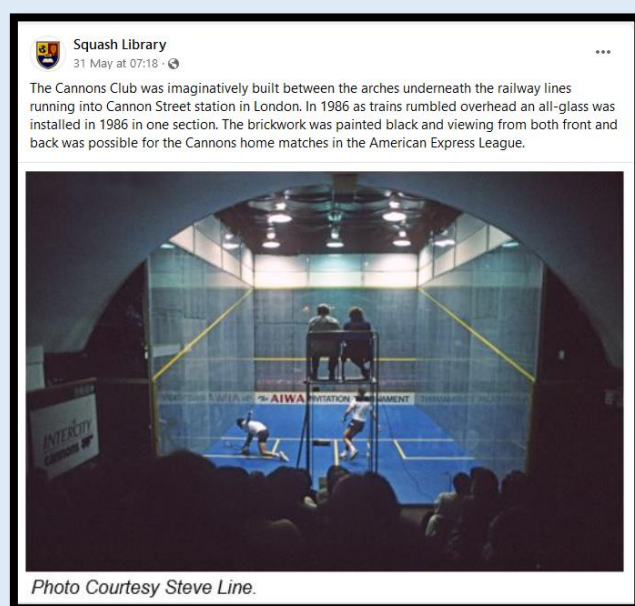 Squash Library
31 May at 07:18 ·
The Cannons Club was imaginatively built between the arches underneath the railway lines
running into Cannon Street station in London. In 1986 as trains rumbled overhead an all-glass was
installed in 1986 in one section. The brickwork was painted black and viewing from both front and
back was possible for the Cannons home matches in the American Express League.
AIWA INVITATION TOURNAMENT
INTERCITY
cannons
Photo Courtesy Steve Line.